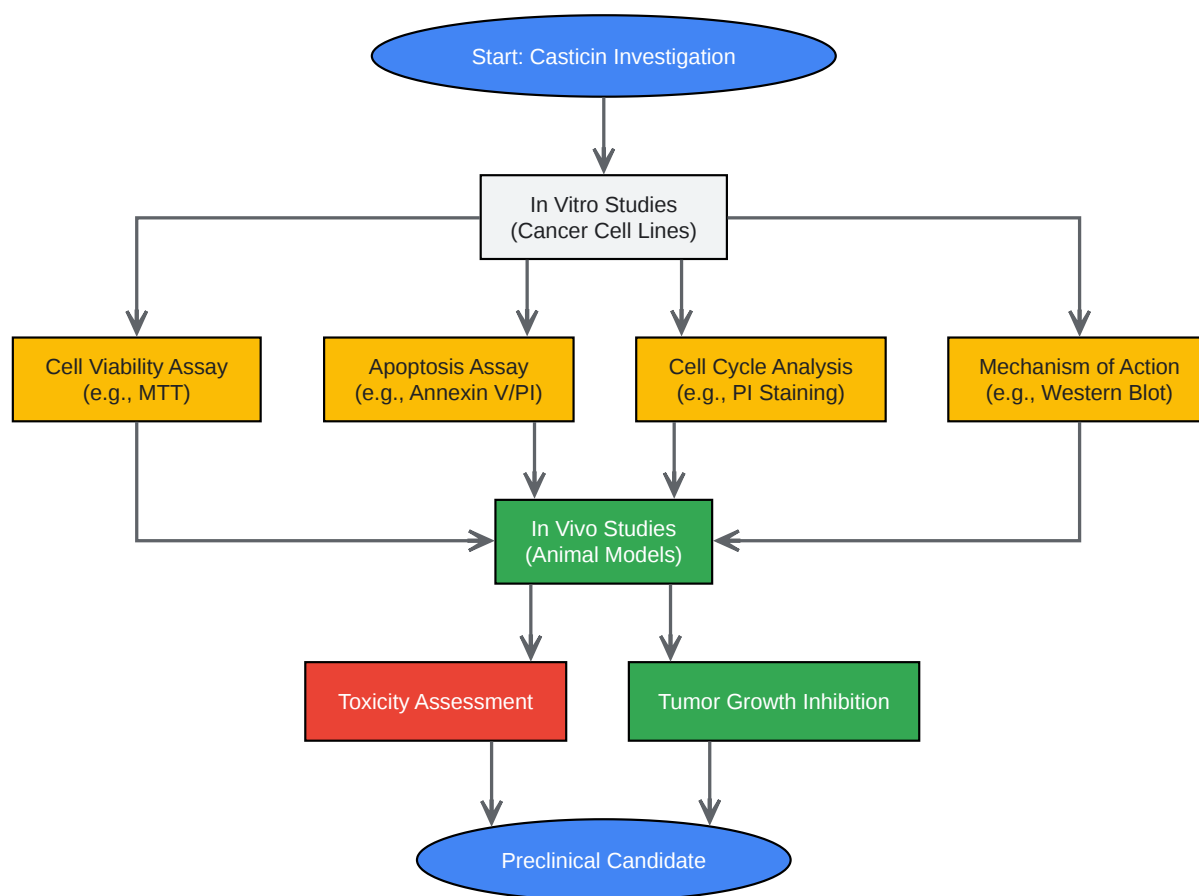 Start: Casticin Investigation
In Vitro Studies
(Cancer Cell Lines)
Cell Viability Assay
(e.g., MTT)
Apoptosis Assay
(e.g., Annexin V/PI)
Cell Cycle Analysis
(e.g., PI Staining)
Mechanism of Action
(e.g., Western Blot)
In Vivo Studies
(Animal Models)
Toxicity Assessment
Tumor Growth Inhibition
Preclinical Candidate